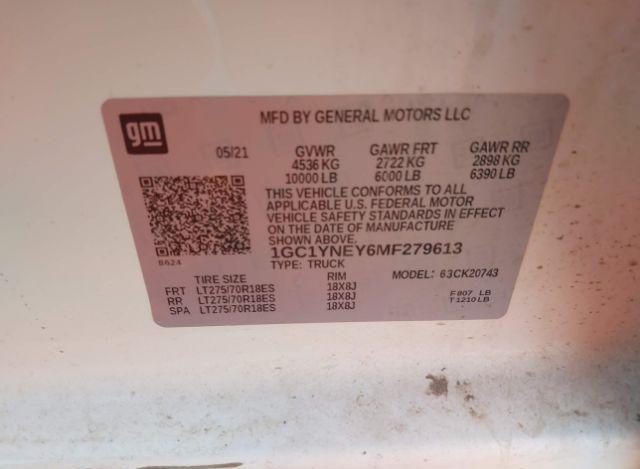 gm
MFD BY GENERAL MOTORS LLC
05/21 GVWR GAWR FRT GAWR RR
4536 KG 2722 KG 2898 KG
10000 LB 6000 LB 6390 LB
THIS VEHICLE CONFORMS TO ALL
APPLICABLE U.S. FEDERAL MOTOR
VEHICLE SAFETY STANDARDS IN EFFECT
ON THE DATE OF MANUFACTURE
SHOWN ABOVE.
8624
1GC1YNEY6MF279613
TYPE: TRUCK MODEL: 63CK20743
TIRE SIZE RIM
FRT LT275/70R18ES 18X8J F 807 LB
RR LT275/70R18ES 18X8J T 1210 LB
SPA LT275/70R18ES 18X8J